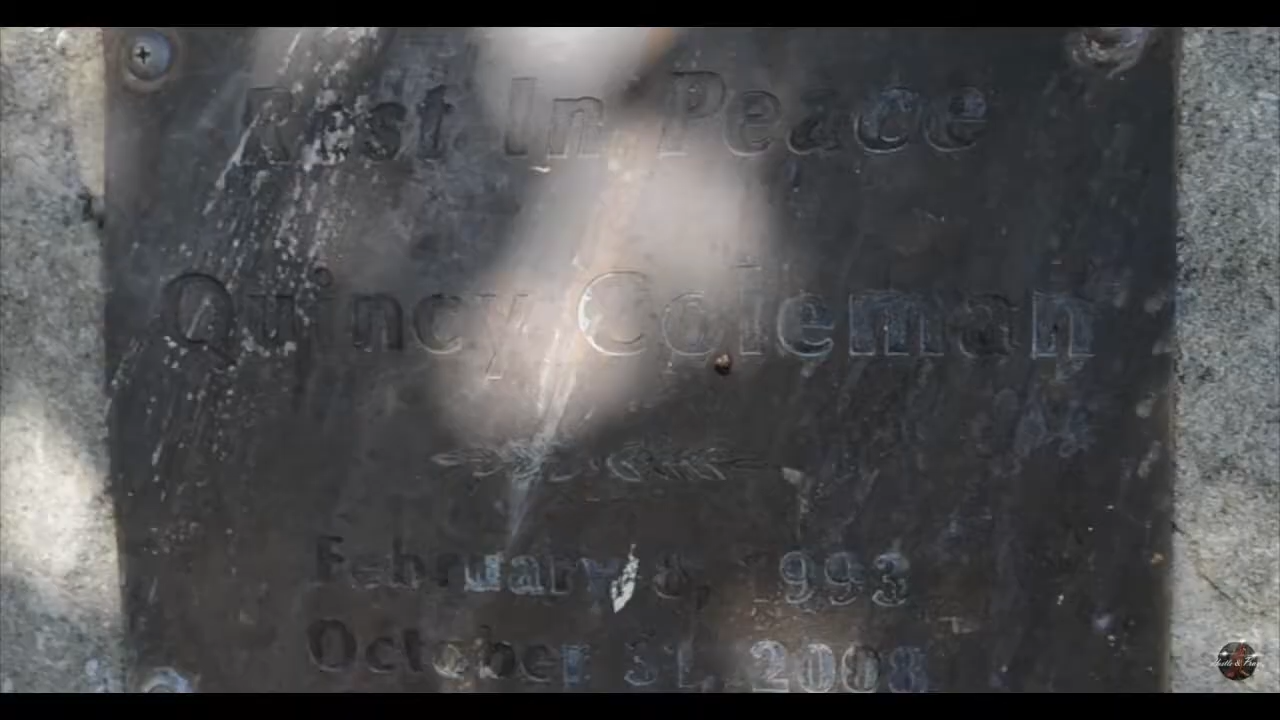 Rest In Peace
Quincy Coleman
February 8, 1993
October 31, 2008